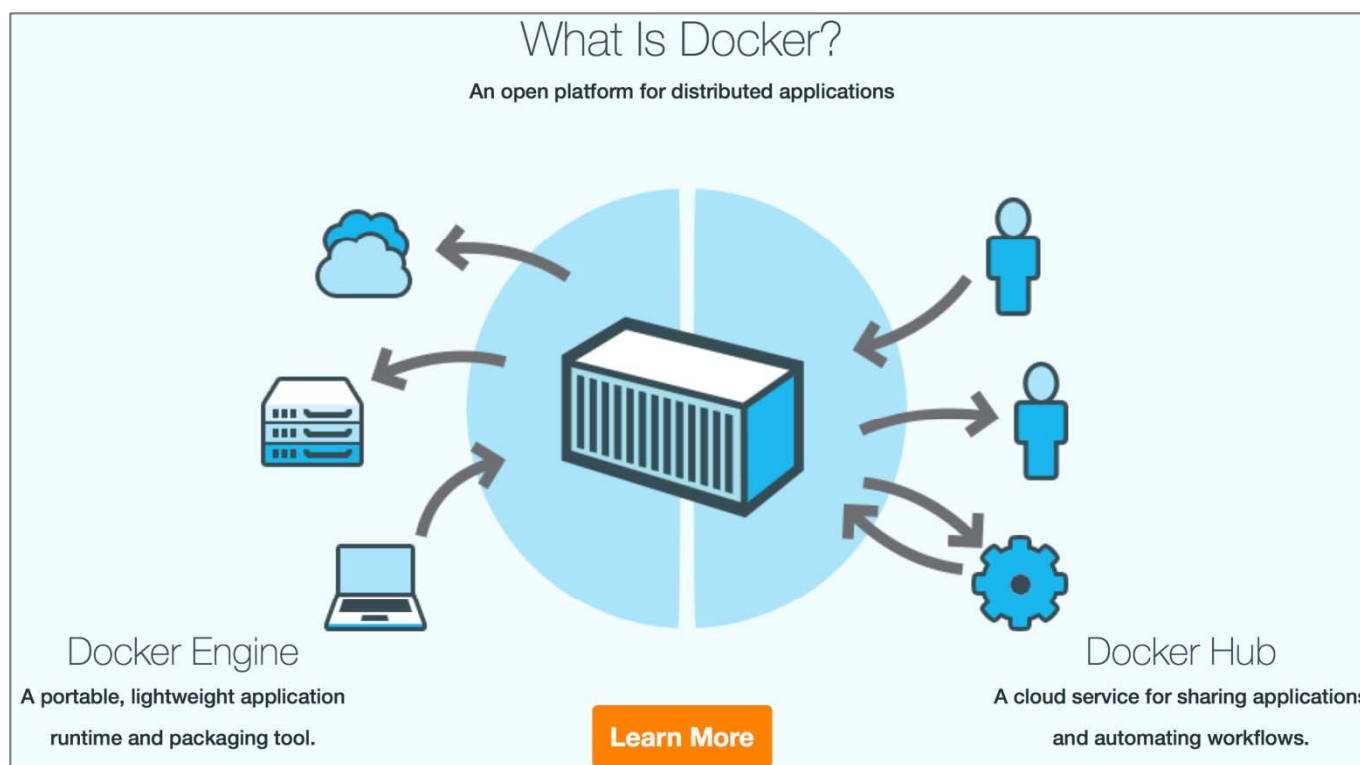 What Is Docker?
An open platform for distributed applications
Docker Engine
A portable, lightweight application
runtime and packaging tool.
Docker Hub
A cloud service for sharing applications
and automating workflows.
Learn More